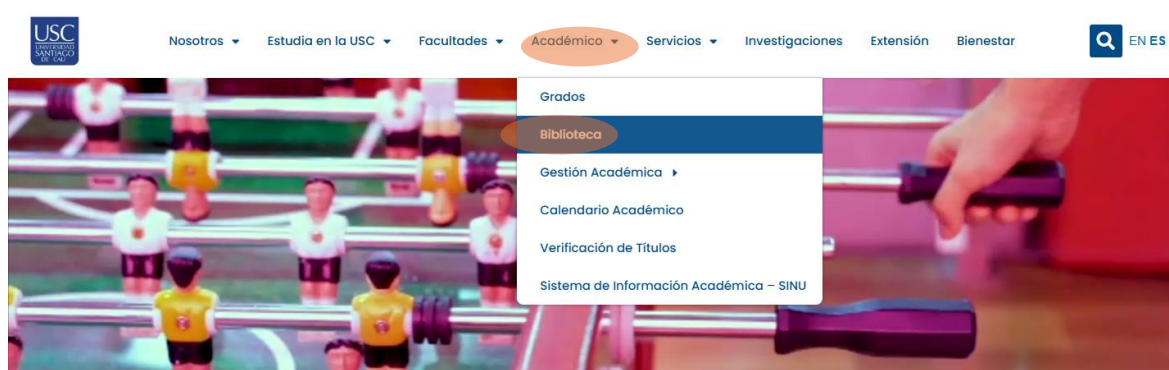 USC
UNIVERSIDAD
SANTIAGO
DE CALI
Nosotros Estudia en la USC Facultades Académico Servicios Investigaciones Extensión Bienestar EN ES
Grados
Biblioteca
Gestión Académica
Calendario Académico
Verificación de Títulos
Sistema de Información Académica – SINU